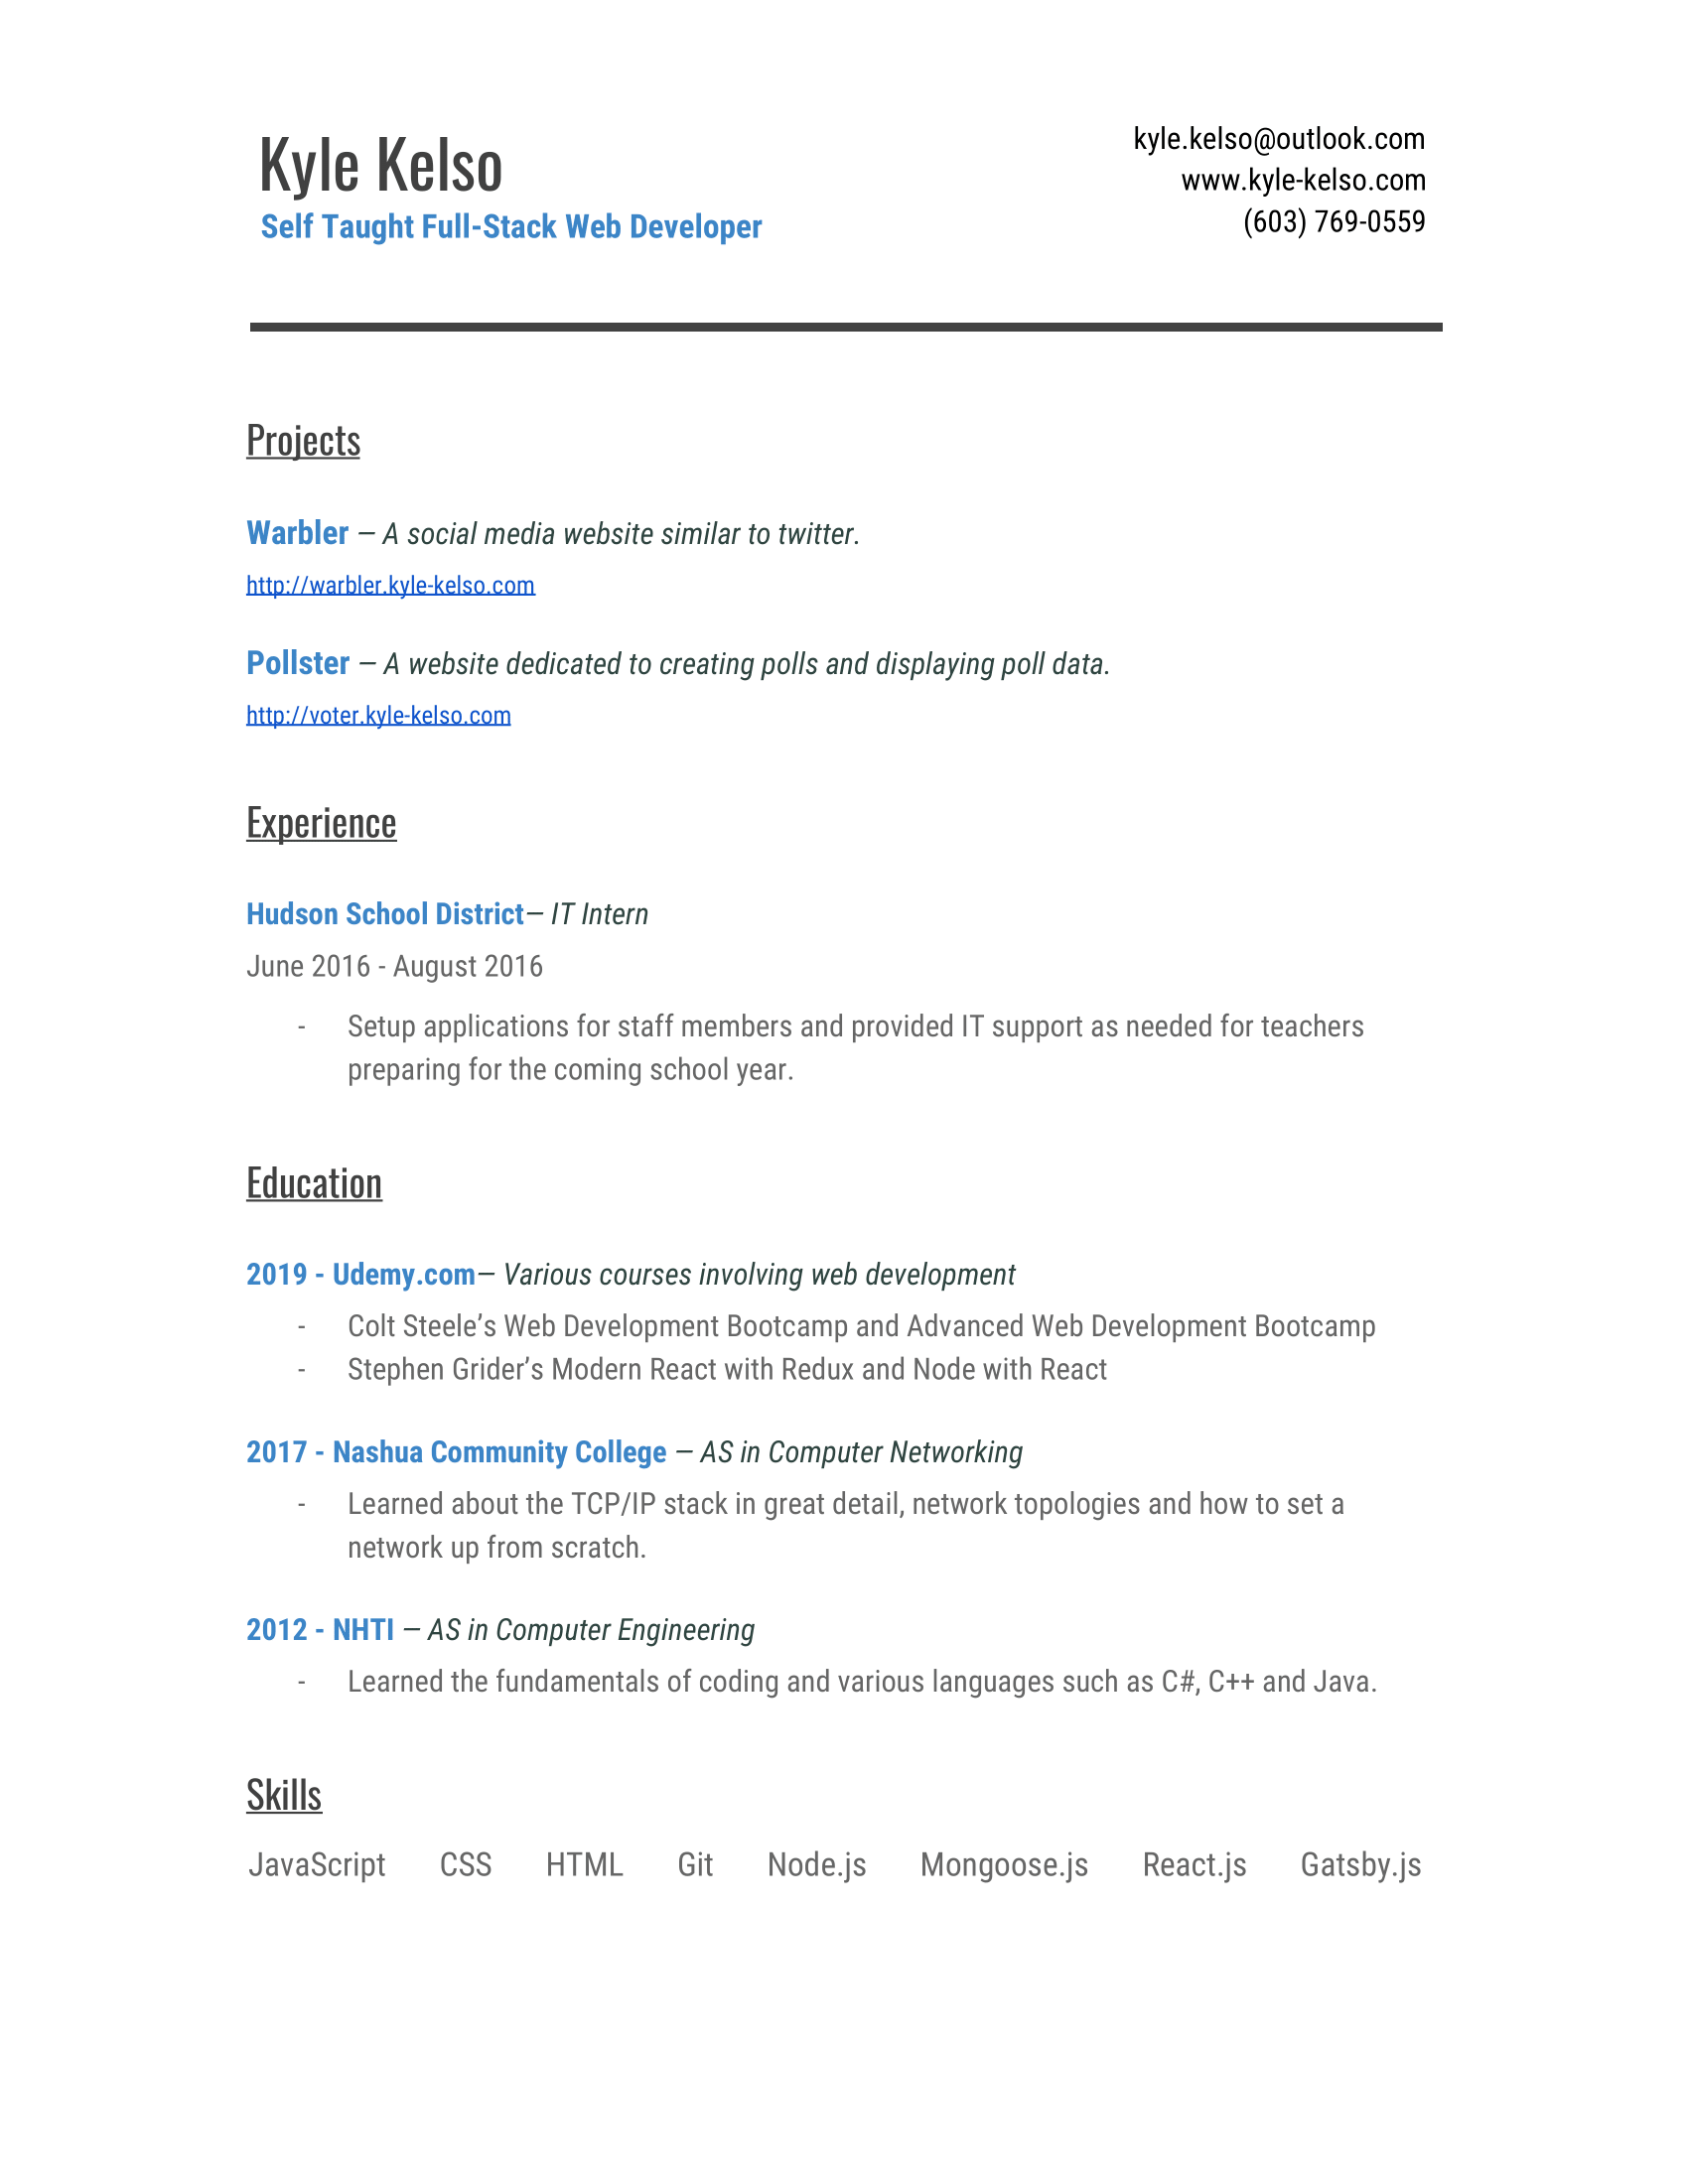 Kyle Kelso
Self Taught Full-Stack Web Developer
kyle.kelso@outlook.com
www.kyle-kelso.com
(603) 769-0559
Projects
Warbler — A social media website similar to twitter.
http://warbler.kyle-kelso.com
Pollster — A website dedicated to creating polls and displaying poll data.
http://voter.kyle-kelso.com
Experience
Hudson School District— IT Intern
June 2016 - August 2016
- Setup applications for staff members and provided IT support as needed for teachers
preparing for the coming school year.
Education
2019 - Udemy.com— Various courses involving web development
- Colt Steele’s Web Development Bootcamp and Advanced Web Development Bootcamp
- Stephen Grider’s Modern React with Redux and Node with React
2017 - Nashua Community College — AS in Computer Networking
- Learned about the TCP/IP stack in great detail, network topologies and how to set a
network up from scratch.
2012 - NHTI — AS in Computer Engineering
- Learned the fundamentals of coding and various languages such as C#, C++ and Java.
Skills
JavaScript CSS HTML Git Node.js Mongoose.js React.js Gatsby.js